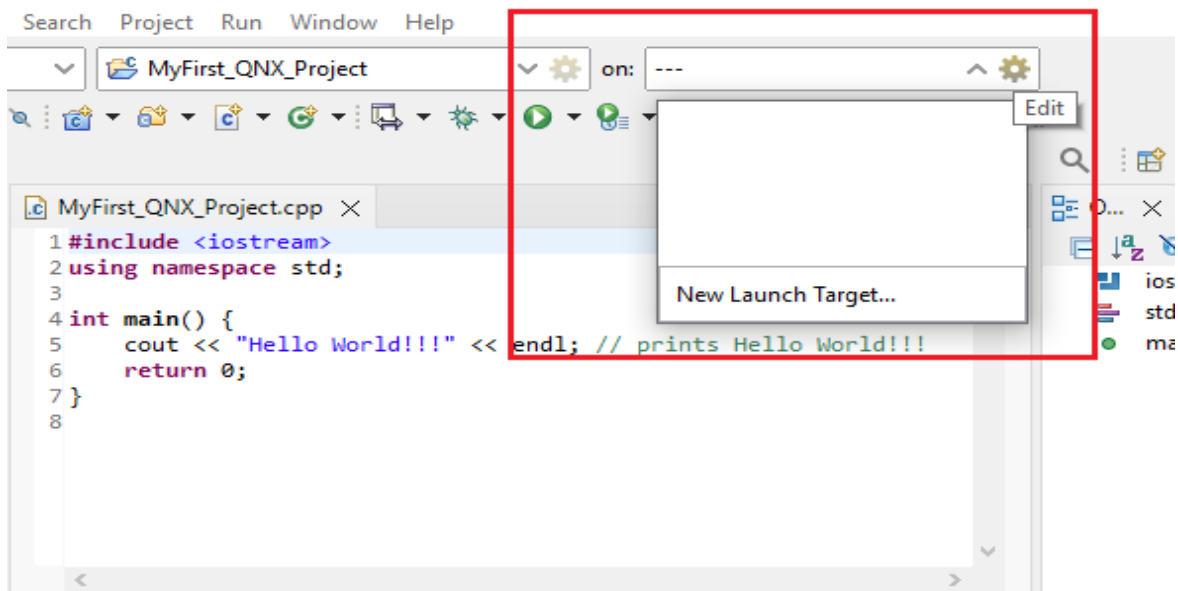 Search Project Run Window Help
MyFirst_QNX_Project on: ---
Edit
MyFirst_QNX_Project.cpp O...
1 #include <iostream>
2 using namespace std;
3
4 int main() {
5 cout << "Hello World!!!" << endl; // prints Hello World!!!
6 return 0;
7 }
8
New Launch Target...
ios
std
ma